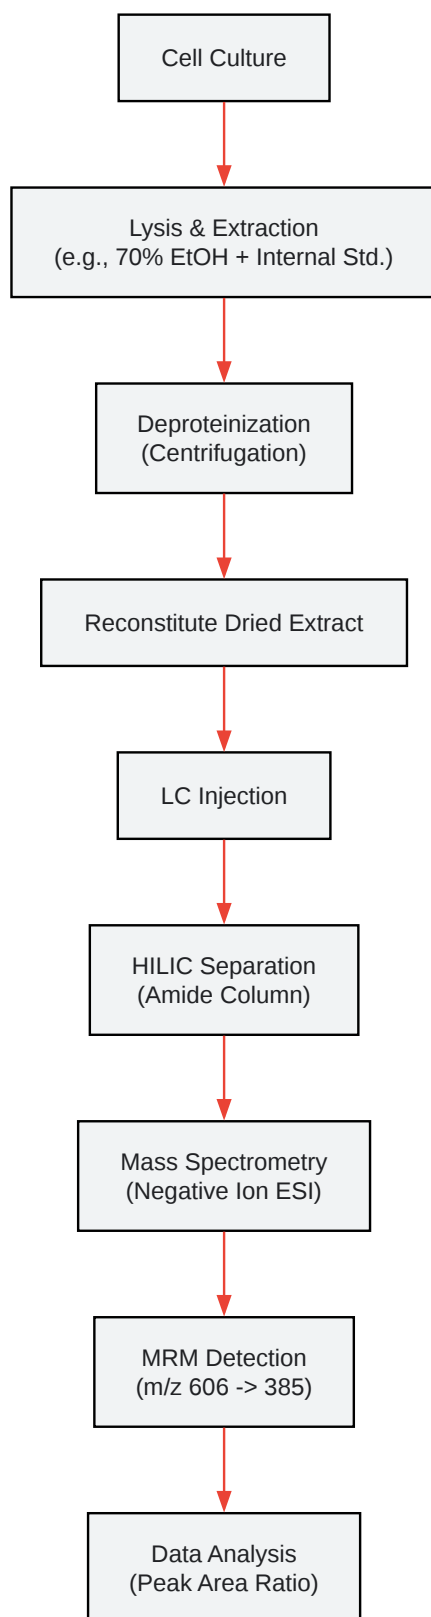 Cell Culture
Lysis & Extraction
(e.g., 70% EtOH + Internal Std.)
Deproteinization
(Centrifugation)
Reconstitute Dried Extract
LC Injection
HILIC Separation
(Amide Column)
Mass Spectrometry
(Negative Ion ESI)
MRM Detection
(m/z 606 -> 385)
Data Analysis
(Peak Area Ratio)